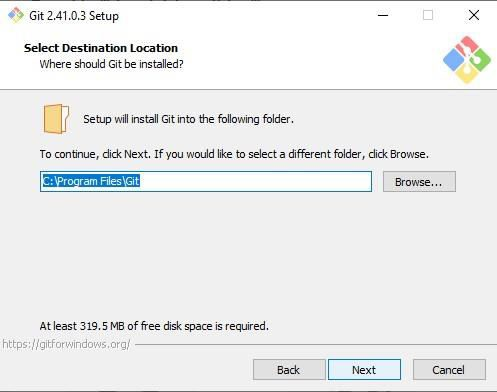 Git 2.41.0.3 Setup
Select Destination Location
Where should Git be installed?
Setup will install Git into the following folder.
To continue, click Next. If you would like to select a different folder, click Browse.
C:\Program Files\Git
Browse...
At least 319.5 MB of free disk space is required.
https://gitforwindows.org/
Back
Next
Cancel